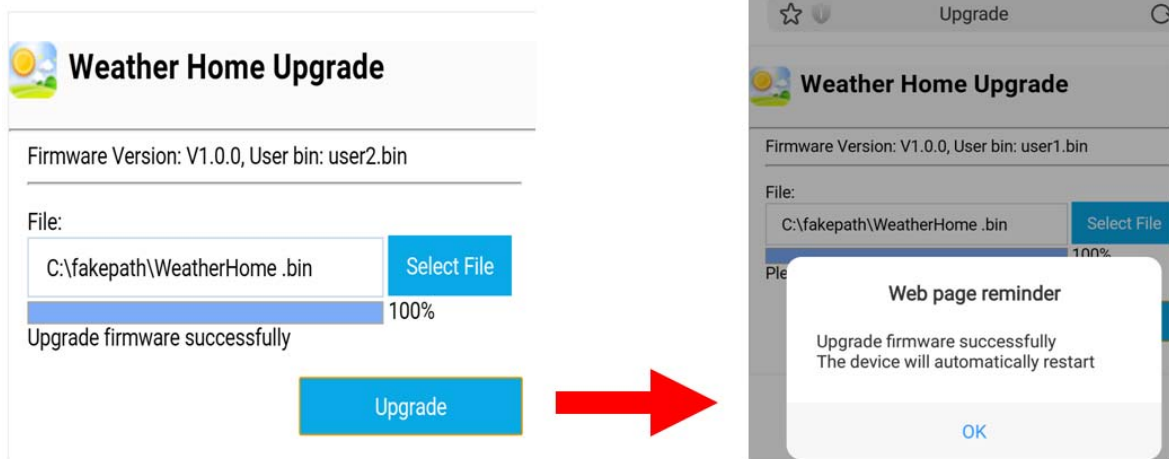 Weather Home Upgrade
Firmware Version: V1.0.0, User bin: user2.bin
File:
C:\fakepath\WeatherHome .bin
Select File
100%
Upgrade firmware successfully
Upgrade
Upgrade
Weather Home Upgrade
Firmware Version: V1.0.0, User bin: user1.bin
File:
C:\fakepath\WeatherHome .bin
Select File
100%
Web page reminder
Upgrade firmware successfully
The device will automatically restart
OK